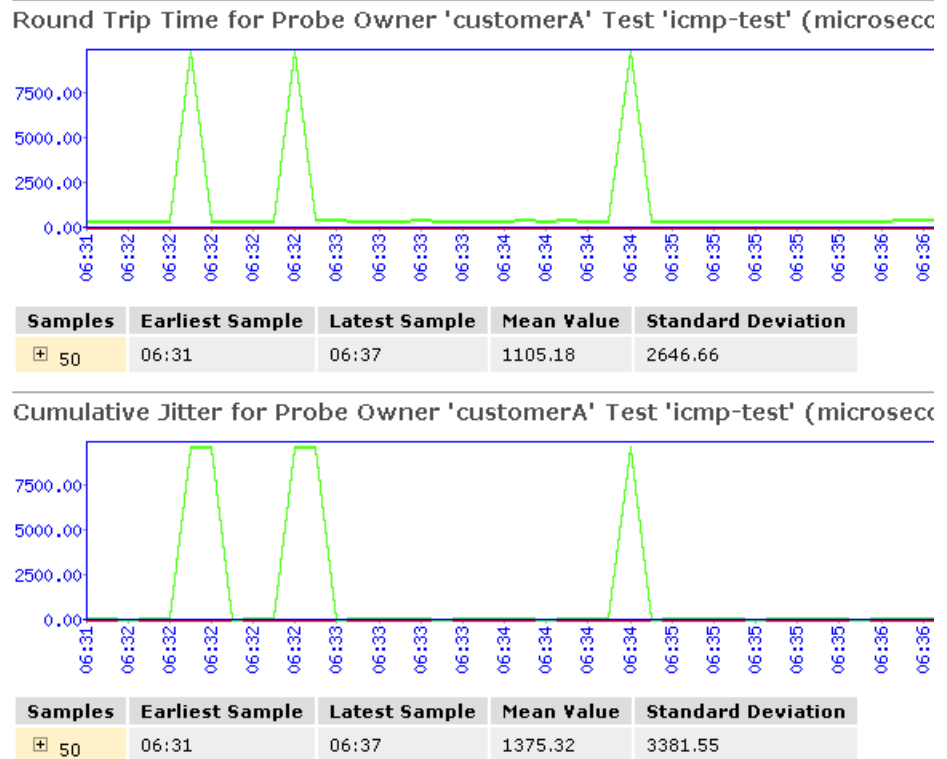 Round Trip Time for Probe Owner 'customerA' Test 'icmp-test'
7500.00
5000.00
2500.00
0.00
06:31 06:32 06:32 06:32 06:32 06:32 06:33 06:33 06:33 06:33 06:34 06:34 06:34 06:34 06:35 06:35 06:35 06:35 06:35 06:36 06:36
Samples Earliest Sample Latest Sample Mean Value Standard Deviation
50 06:31 06:37 1105.18 2646.66
Cumulative Jitter for Probe Owner 'customerA' Test 'icmp-test'
7500.00
5000.00
2500.00
0.00
06:31 06:32 06:32 06:32 06:32 06:32 06:33 06:33 06:33 06:33 06:34 06:34 06:34 06:34 06:35 06:35 06:35 06:35 06:35 06:36 06:36
Samples Earliest Sample Latest Sample Mean Value Standard Deviation
50 06:31 06:37 1375.32 3381.55